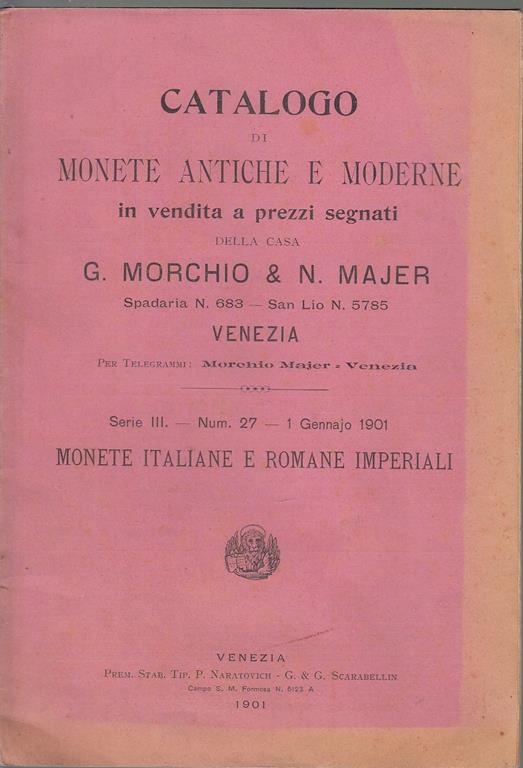 CATALOGO
DI
MONETE ANTICHE E MODERNE
in vendita a prezzi segnati
DELLA CASA
G. MORCHIO & N. MAJER
Spadaria N. 683 — San Lio N. 5785
VENEZIA
PER TELEGRAMMI: Morchio Majer - Venezia
Serie III. — Num. 27 — 1 Gennajo 1901
MONETE ITALIANE E ROMANE IMPERIALI
VENEZIA
PREM. STAB. TIP. P. NARATOVICH - G. & G. SCARABELLIN
Campo S. M. Formosa N. 6123 A
1901